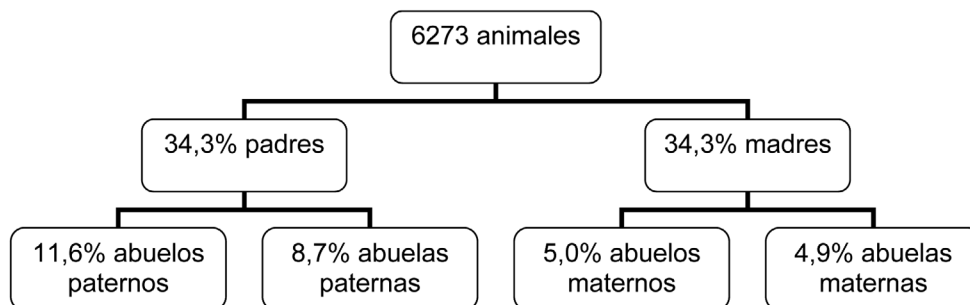 6273 animales
34,3% padres
34,3% madres
11,6% abuelos
paternos
8,7% abuelas
paternas
5,0% abuelos
maternos
4,9% abuelas
maternas